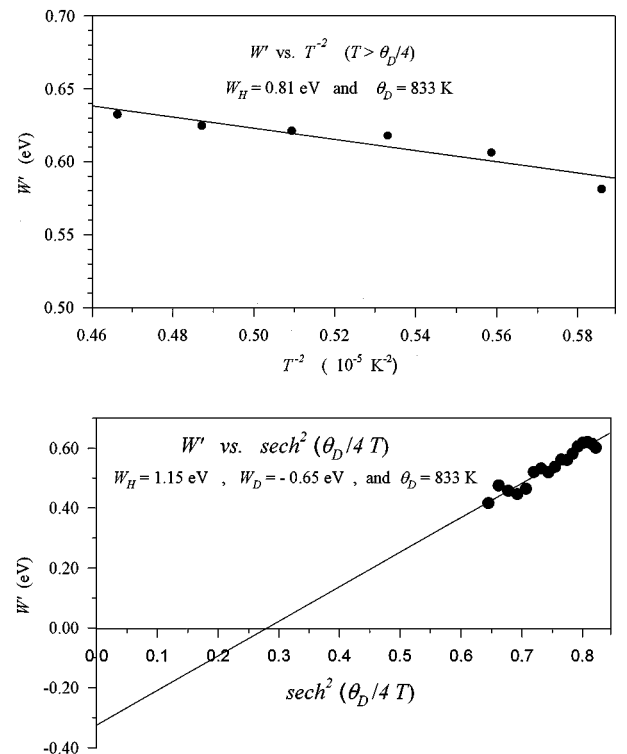 0.70
W' vs. T⁻² (T > θ_D/4)
W_H = 0.81 eV and θ_D = 833 K
0.65
0.60
W' (eV)
0.55
0.50
0.46 0.48 0.50 0.52 0.54 0.56 0.58
T⁻² ( 10⁻⁵ K⁻²)
0.60
W' vs. sech² (θ_D/4 T)
W_H = 1.15 eV , W_D = - 0.65 eV , and θ_D = 833 K
0.40
0.20
W' (eV)
0.00
0.0 0.1 0.2 0.3 0.4 0.5 0.6 0.7 0.8
-0.20
sech² (θ_D/4 T)
-0.40